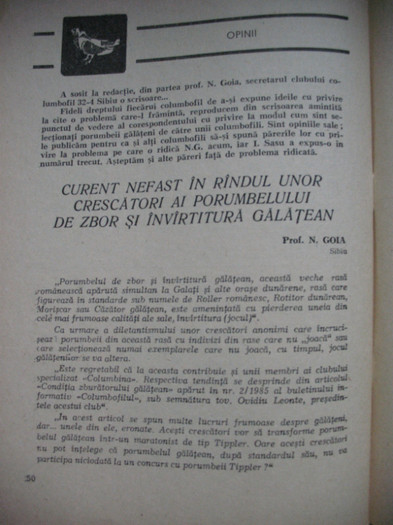 OPINII
A sosit la redacție, din partea prof. N. Goia, secretarul clubului co-
lumbofil 32-4 Sibiu o scrisoare...
Fideli dreptului fiecărui columbofil de a-și expune ideile cu privire
la cite o problemă care-l frămîntă, reproducem din scrisoarea amintită
punctul de vedere al corespondentului cu privire la modul cum sint se-
lecționați porumbeii gălățeni de către unii columbofili. Sint opiniile sale ;
le publicăm pentru ca și alți columbofili să-și spună părerile lor cu pri-
vire la problema pe care o ridică N.G. acum, iar I. Sasu a expus-o în
numărul trecut. Așteptăm și alte păreri față de problema ridicată.
CURENT NEFAST ÎN RÎNDUL UNOR
CRESCĂTORI AI PORUMBELULUI
DE ZBOR ȘI ÎNVÎRTITURĂ GĂLĂȚEAN
Prof. N. GOIA
Sibiu
„Porumbelul de zbor și învîrtitură gălățean, această veche rasă
românească apărută simultan la Galați și alte orașe dunărene, rasă care
figurează în standarde sub numele de Roller românesc, Rotitor dunărean,
Morișcar sau Căzător gălățean, este amenințată cu pierderea uneia din
cele mai frumoase calități ale sale, învîrtitura (jocul)".
Ca urmare a diletantismului unor crescători anonimi care încruci-
șează porumbei din această rasă cu indivizi din rase care nu „joacă" sau
care selecționează numai exemplarele care nu joacă, cu timpul, jocul
gălățenilor se va altera.
„Este regretabil că la aceasta contribuie și unii membri ai clubului
specializat «Columbina». Respectiva tendință se desprinde din articolul
«Condiția zburătorului gălățean» apărut în nr. 2/1985 al buletinului in-
formativ «Columbofilul», sub semnătura tov. Ovidiu Leonte, președin-
tele acestui club".
„În acest articol se spun multe lucruri frumoase despre gălățeni,
dar... unele din ele, eronate. Acești crescători vor să transforme porum-
belul gălățean într-un maratonist de tip Tippler. Oare acești crescători
nu pot înțelege că porumbelul gălățean, după standardul său, nu va
participa niciodată la un concurs cu porumbeii Tippler ?"
50